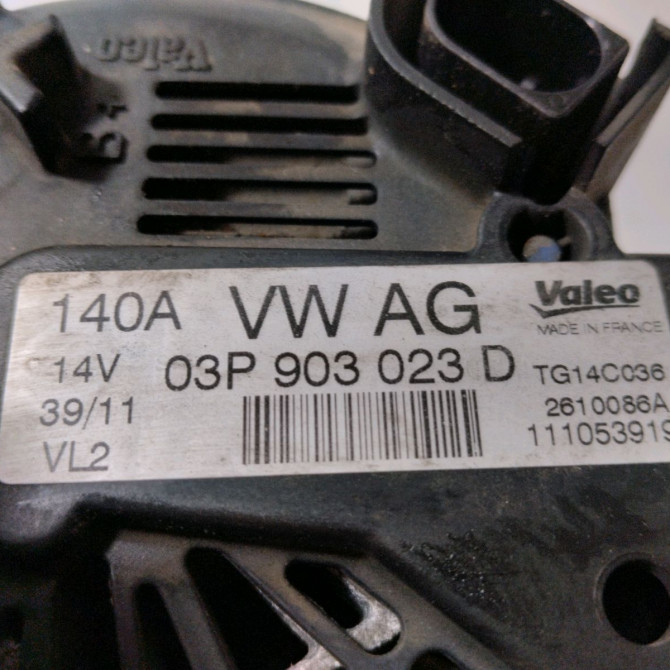 Valeo
B+
140A VW AG Valeo
MADE IN FRANCE
14V 03P 903 023 D TG14C036
39/11 2610086A
VL2 111053919